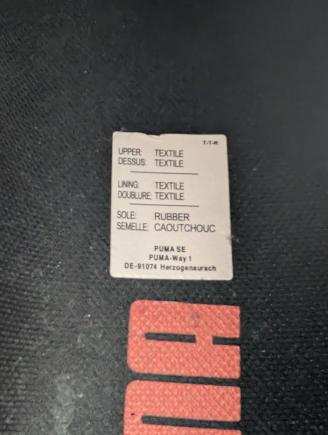 T-T-R
UPPER: TEXTILE
DESSUS: TEXTILE
LINING: TEXTILE
DOUBLURE: TEXTILE
SOLE: RUBBER
SEMELLE: CAOUTCHOUC
PUMA SE
PUMA-Way 1
DE-91074 Herzogenaurach